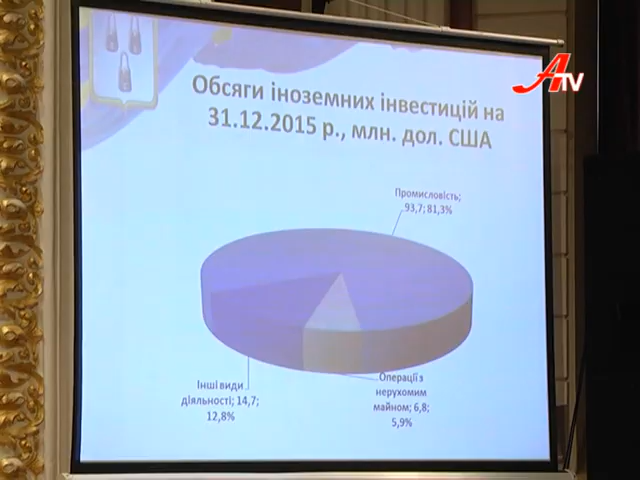 Обсяги іноземних інвестицій на
31.12.2015 р., млн. дол. США
АTV
Промисловість;
93,7; 81,3%
Інші види
діяльності; 14,7;
12,8%
Операції з
нерухомим
майном; 6,8;
5,9%